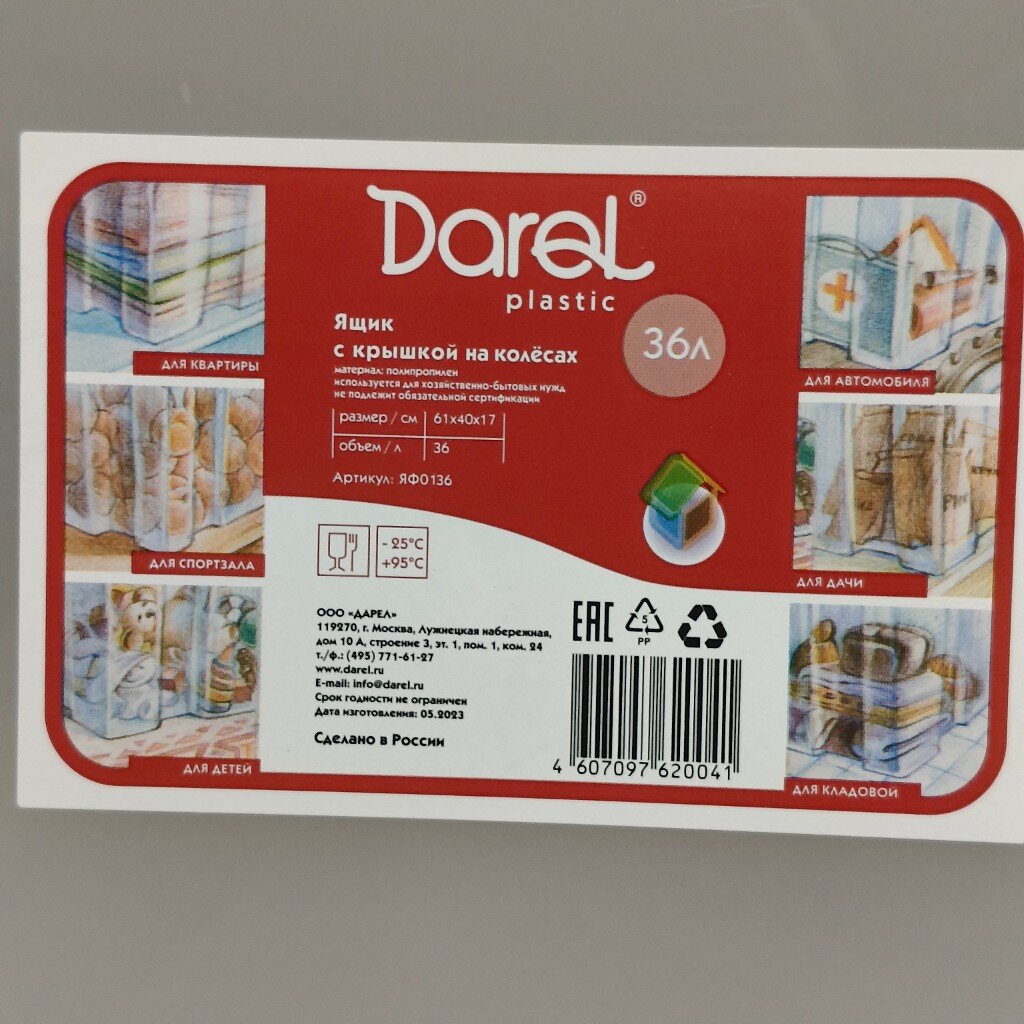 Darel®
plastic
Ящик
с крышкой на колёсах
36л
материал: полипропилен
используется для хозяйственно-бытовых нужд
не подлежит обязательной сертификации
размер / см 61х40х17
объем / л 36
Артикул: ЯФ0136
ДЛЯ КВАРТИРЫ
ДЛЯ СПОРТЗАЛА
ДЛЯ ДЕТЕЙ
ДЛЯ АВТОМОБИЛЯ
ДЛЯ ДАЧИ
ДЛЯ КЛАДОВОЙ
- 25°C
+95°C
ООО «ДАРЕЛ»
119270, г. Москва, Лужнецкая набережная,
дом 10 А, строение 3, эт. 1, пом. 1, ком. 24
т./ф.: (495) 771-61-27
www.darel.ru
E-mail: info@darel.ru
Срок годности не ограничен
Дата изготовления: 05.2023
Сделано в России
EAC
5
PP
4 607097 620041